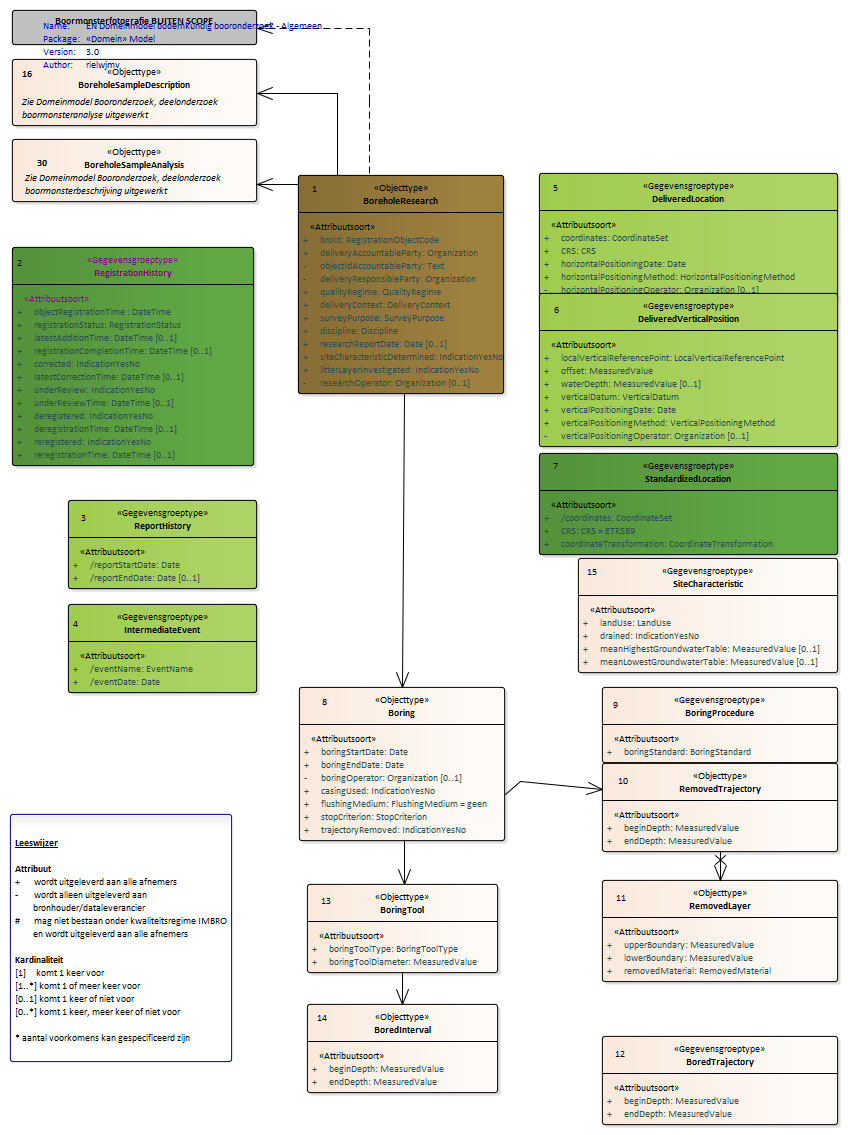 Boormonsterfotografie BUITEN SCOPE
Name: EN Domeinmodel bodemkundig booronderzoek - Algemeen
Package: «Domein» Model
Version: 3.0
Author: rielwjmv
16
«Objecttype»
BoreholeSampleDescription
Zie Domeinmodel Booronderzoek, deelonderzoek
boormonsteranalyse uitgewerkt
30
«Objecttype»
BoreholeSampleAnalysis
Zie Domeinmodel Booronderzoek, deelonderzoek
boormonsterbeschrijving uitgewerkt
1
«Objecttype»
BoreholeResearch
«Attribuutsoort»
+ broId: RegistrationObjectCode
+ deliveryAccountableParty: Organization
- objectIdAccountableParty: Text
- deliveryResponsibleParty: Organization
+ qualityRegime: QualityRegime
+ deliveryContext: DeliveryContext
+ surveyPurpose: SurveyPurpose
+ discipline: Discipline
+ researchReportDate: Date [0..1]
+ siteCharacteristicDetermined: IndicationYesNo
+ litterLayerInvestigated: IndicationYesNo
- researchOperator: Organization [0..1]
5
«Gegevensgroeptype»
DeliveredLocation
«Attribuutsoort»
+ coordinates: CoordinateSet
+ CRS: CRS
+ horizontalPositioningDate: Date
+ horizontalPositioningMethod: HorizontalPositioningMethod
- horizontalPositioningOperator: Organization [0..1]
6
«Gegevensgroeptype»
DeliveredVerticalPosition
«Attribuutsoort»
+ localVerticalReferencePoint: LocalVerticalReferencePoint
+ offset: MeasuredValue
+ waterDepth: MeasuredValue [0..1]
+ verticalDatum: VerticalDatum
+ verticalPositioningDate: Date
+ verticalPositioningMethod: VerticalPositioningMethod
- verticalPositioningOperator: Organization [0..1]
2
«Gegevensgroeptype»
RegistrationHistory
«Attribuutsoort»
+ objectRegistrationTime : DateTime
+ registrationStatus: RegistrationStatus
+ latestAdditionTime: DateTime [0..1]
+ registrationCompletionTime: DateTime [0..1]
+ corrected: IndicationYesNo
+ latestCorrectionTime: DateTime [0..1]
+ underReview: IndicationYesNo
+ underReviewTime: DateTime [0..1]
+ deregistered: IndicationYesNo
+ deregistrationTime: DateTime [0..1]
+ reregistered: IndicationYesNo
+ reregistrationTime: DateTime [0..1]
7
«Gegevensgroeptype»
StandardizedLocation
«Attribuutsoort»
+ /coordinates: CoordinateSet
+ CRS: CRS = ETRS89
+ coordinateTransformation: CoordinateTransformation
3
«Gegevensgroeptype»
ReportHistory
«Attribuutsoort»
+ /reportStartDate: Date
+ /reportEndDate: Date [0..1]
15
«Gegevensgroeptype»
SiteCharacteristic
«Attribuutsoort»
+ landUse: LandUse
+ drained: IndicationYesNo
+ meanHighestGroundwaterTable: MeasuredValue [0..1]
+ meanLowestGroundwaterTable: MeasuredValue [0..1]
4
«Gegevensgroeptype»
IntermediateEvent
«Attribuutsoort»
+ /eventName: EventName
+ /eventDate: Date
8
«Objecttype»
Boring
«Attribuutsoort»
+ boringStartDate: Date
+ boringEndDate: Date
- boringOperator: Organization [0..1]
+ casingUsed: IndicationYesNo
+ flushingMedium: FlushingMedium = geen
+ stopCriterion: StopCriterion
+ trajectoryRemoved: IndicationYesNo
9
«Gegevensgroeptype»
BoringProcedure
«Attribuutsoort»
+ boringStandard: BoringStandard
10
«Objecttype»
RemovedTrajectory
«Attribuutsoort»
+ beginDepth: MeasuredValue
+ endDepth: MeasuredValue
Leeswijzer
Attribuut
+ wordt uitgeleverd aan alle afnemers
- wordt alleen uitgeleverd aan
bronhouder/dataleverancier
# mag niet bestaan onder kwaliteitsregime IMBRO
en wordt uitgeleverd aan alle afnemers
Kardinaliteit
[1] komt 1 keer voor
[1..*] komt 1 of meer keer voor
[0..1] komt 1 keer of niet voor
[0..*] komt 1 keer, meer keer of niet voor
* aantal voorkomens kan gespecificeerd zijn
13
«Objecttype»
BoringTool
«Attribuutsoort»
+ boringToolType: BoringToolType
+ boringToolDiameter: MeasuredValue
11
«Objecttype»
RemovedLayer
«Attribuutsoort»
+ upperBoundary: MeasuredValue
+ lowerBoundary: MeasuredValue
+ removedMaterial: RemovedMaterial
14
«Objecttype»
BoredInterval
«Attribuutsoort»
+ beginDepth: MeasuredValue
+ endDepth: MeasuredValue
12
«Gegevensgroeptype»
BoredTrajectory
«Attribuutsoort»
+ beginDepth: MeasuredValue
+ endDepth: MeasuredValue